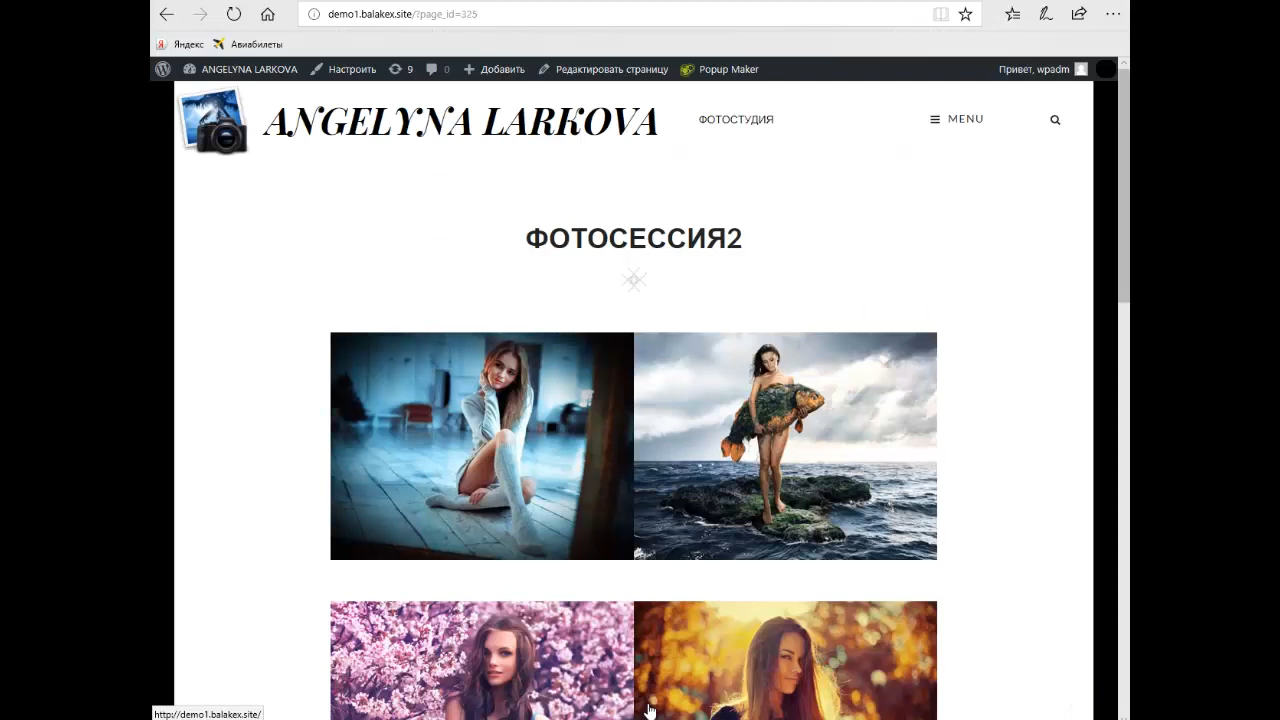 demo1.balakex.site/?page_id=325
Яндекс Авиабилеты
ANGELYNA LARKOVA Настроить 9 0 Добавить Редактировать страницу Popup Maker Привет, wpadm
ANGELYNA LARKOVA ФОТОСТУДИЯ MENU
ФОТОСЕССИЯ2
http://demo1.balakex.site/